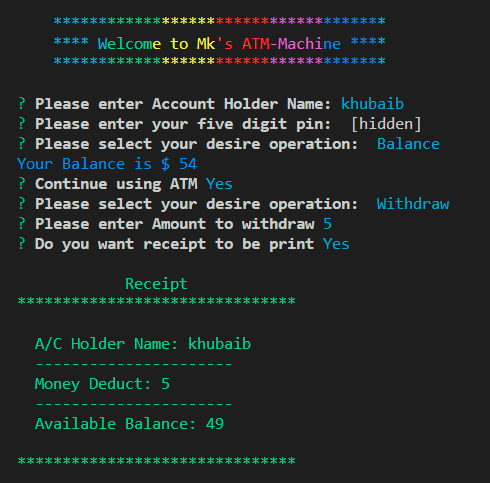 *************************************
**** Welcome to Mk's ATM-Machine ****
*************************************
? Please enter Account Holder Name: khubaib
? Please enter your five digit pin:  [hidden]
? Please select your desire operation:  Balance
Your Balance is $ 54
? Continue using ATM Yes
? Please select your desire operation:  Withdraw
? Please enter Amount to withdraw 5
? Do you want receipt to be print Yes
Receipt
*******************************
A/C Holder Name: khubaib
----------------------
Money Deduct: 5
----------------------
Available Balance: 49
*******************************